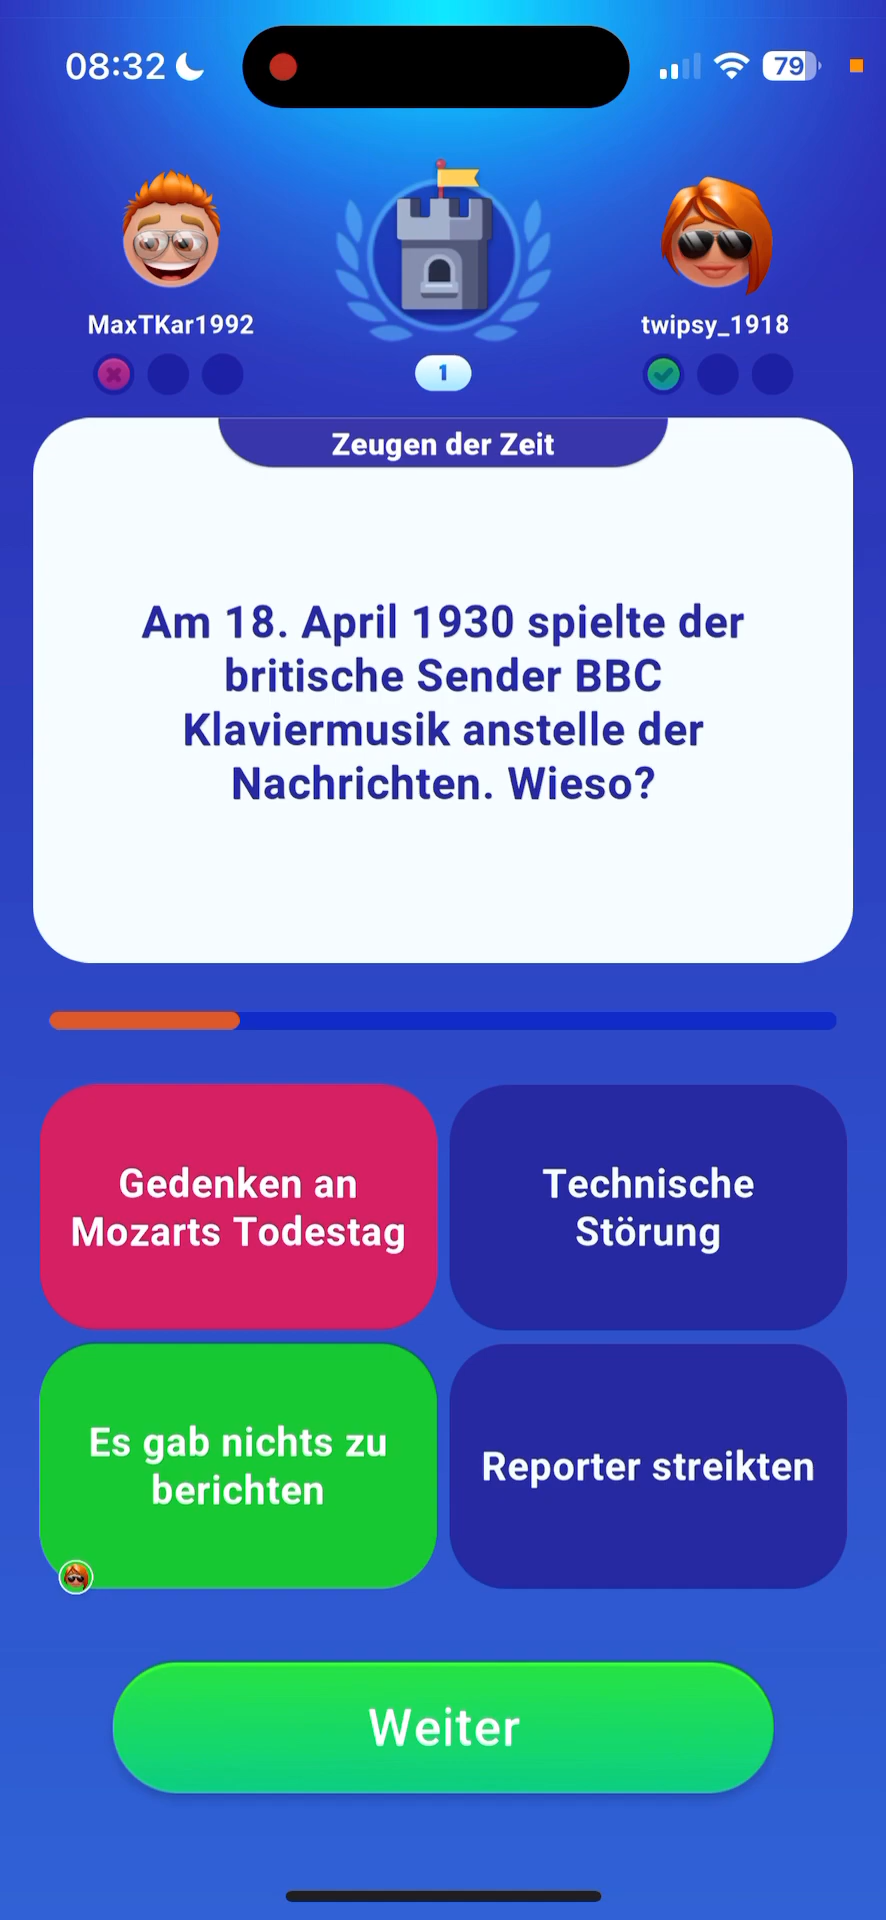 08:32
79
MaxTKar1992
twipsy_1918
1
Zeugen der Zeit
Am 18. April 1930 spielte der
britische Sender BBC
Klaviermusik anstelle der
Nachrichten. Wieso?
Gedenken an
Mozarts Todestag
Technische
Störung
Es gab nichts zu
berichten
Reporter streikten
Weiter